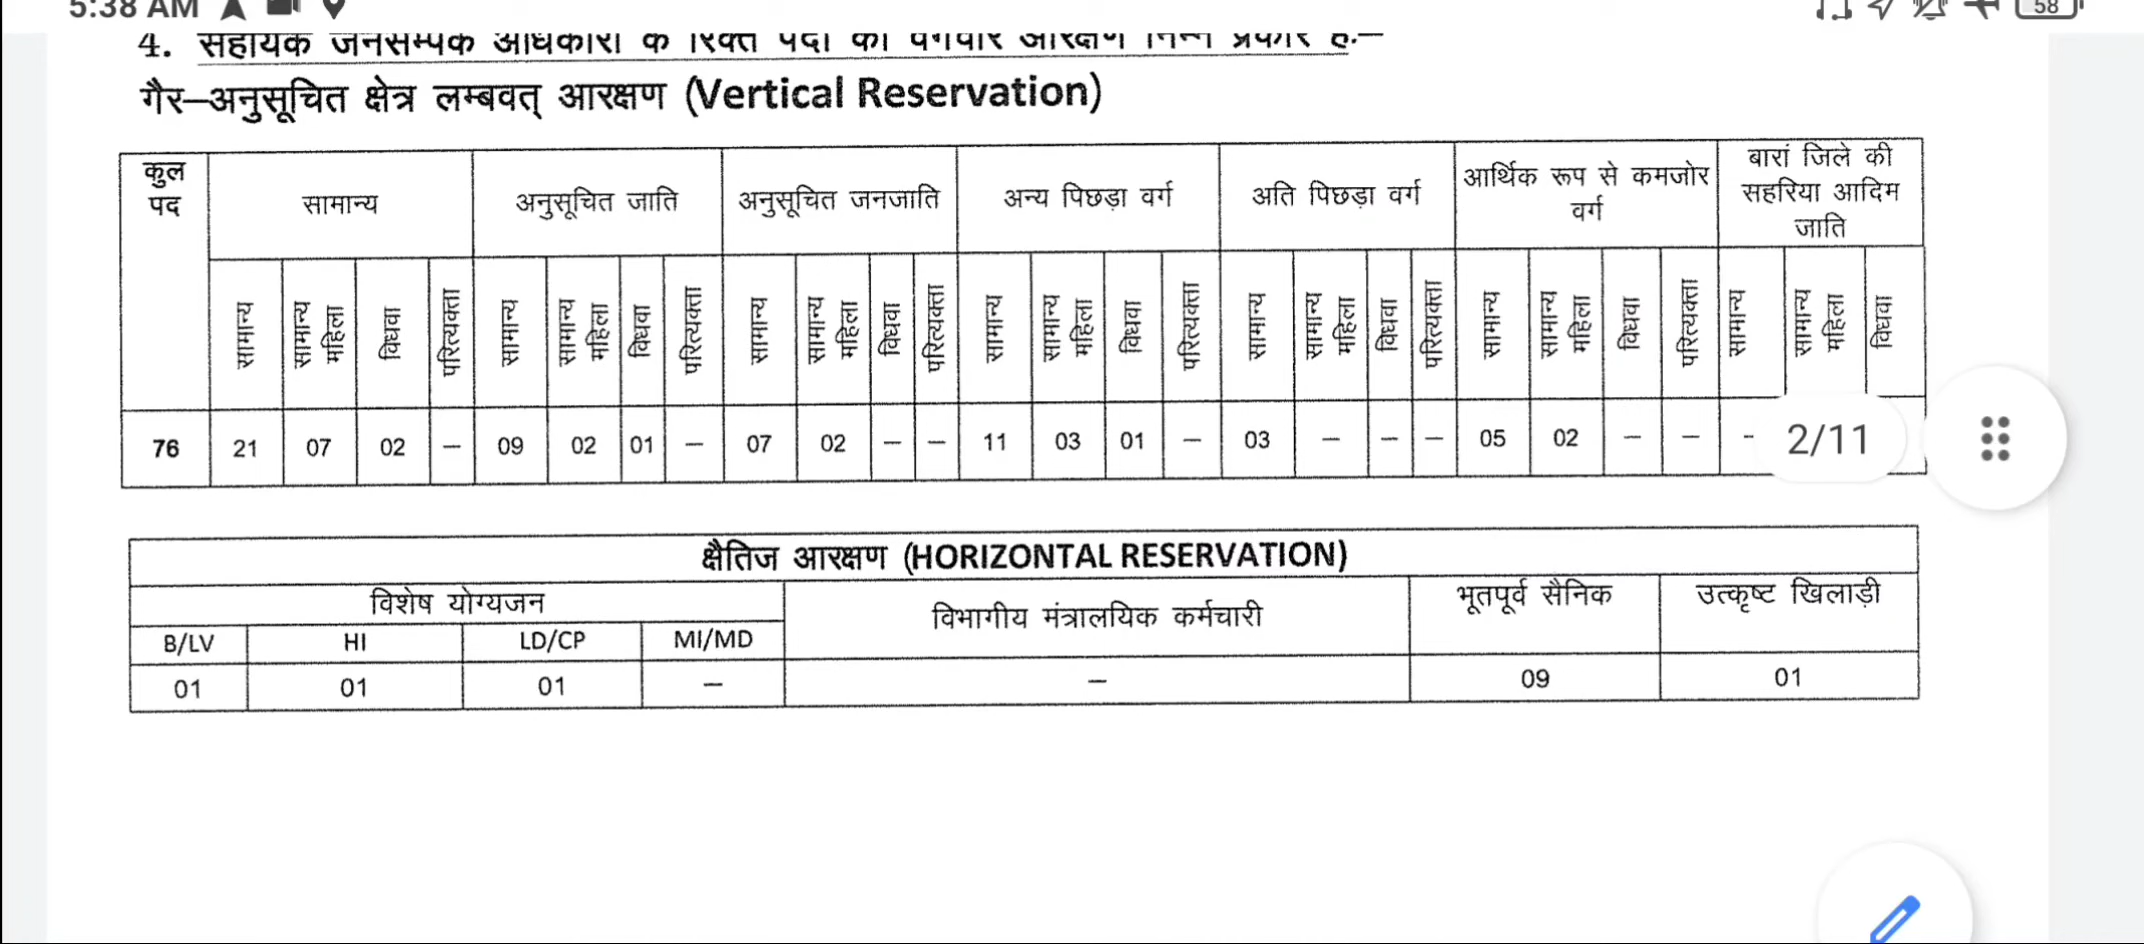 5:38 AM
58
4. सहायक जनसम्पर्क अधिकारी के रिक्त पदों का वर्गवार आरक्षण निम्न प्रकार है:—
गैर—अनुसूचित क्षेत्र लम्बवत् आरक्षण (Vertical Reservation)
कुल पद सामान्य अनुसूचित जाति अनुसूचित जनजाति अन्य पिछड़ा वर्ग अति पिछड़ा वर्ग आर्थिक रूप से कमजोर वर्ग बारां जिले की सहरिया आदिम जाति
सामान्य सामान्य महिला विधवा परित्यक्ता सामान्य सामान्य महिला विधवा परित्यक्ता सामान्य सामान्य महिला विधवा परित्यक्ता सामान्य सामान्य महिला विधवा परित्यक्ता सामान्य सामान्य महिला विधवा परित्यक्ता सामान्य सामान्य महिला विधवा परित्यक्ता सामान्य सामान्य महिला विधवा
76 21 07 02 — 09 02 01 — 07 02 — — 11 03 01 — 03 — — — 05 02 — — - 2/11
क्षैतिज आरक्षण (HORIZONTAL RESERVATION)
विशेष योग्यजन विभागीय मंत्रालयिक कर्मचारी भूतपूर्व सैनिक उत्कृष्ट खिलाड़ी
B/LV HI LD/CP MI/MD
01 01 01 — — 09 01